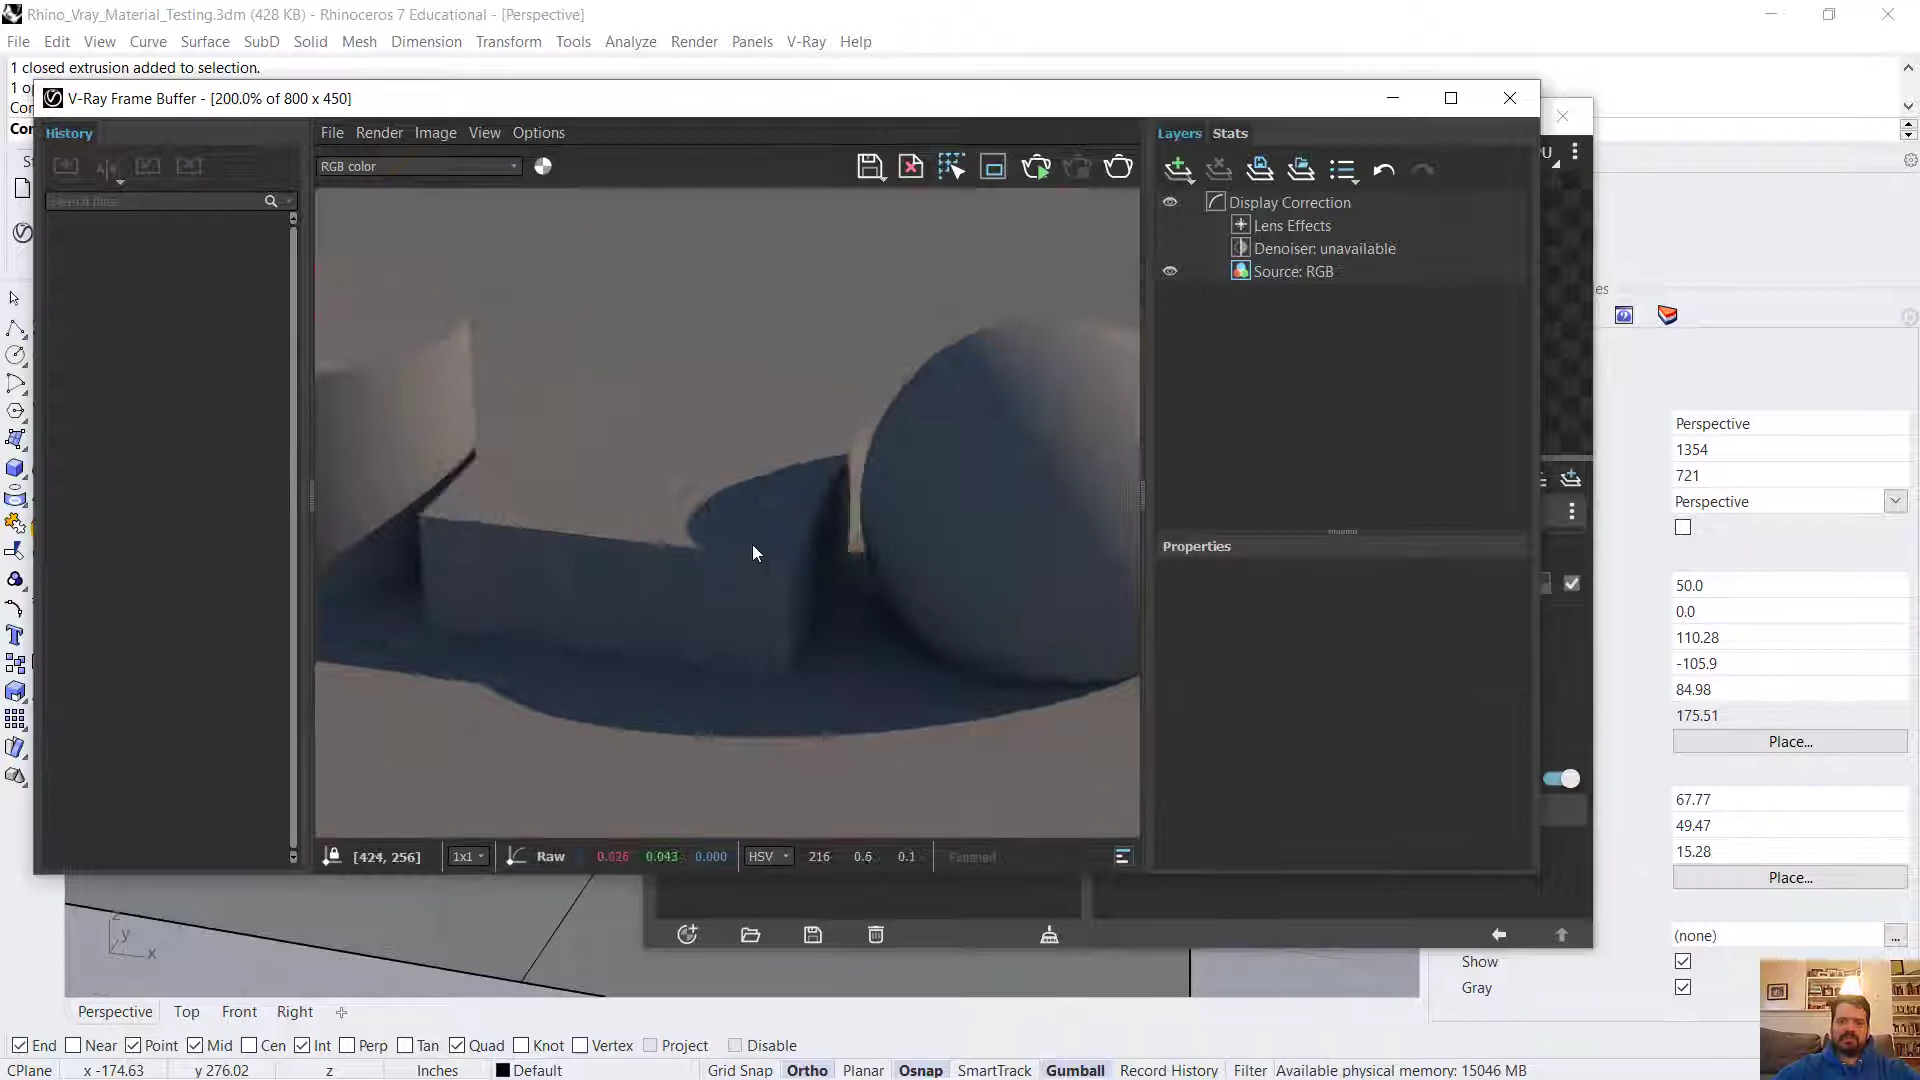 Rhino_Vray_Material_Testing.3dm (428 KB) - Rhinoceros 7 Educational - [Perspective]
File Edit View Curve Surface SubD Solid Mesh Dimension Transform Tools Analyze Render Panels V-Ray Help
1 closed extrusion added to selection.
V-Ray Frame Buffer - [200.0% of 800 x 450]
History
File Render Image View Options
Layers Stats
RGB color
Display Correction
Lens Effects
Denoiser: unavailable
Source: RGB
Properties
[424, 256] 1x1 Raw 0.026 0.043 0.000 HSV 216 0.6 0.1 Finished
Perspective
1354
721
Perspective
50.0
0.0
110.28
-105.9
84.98
175.51
Place...
67.77
49.47
15.28
Place...
(none) ...
Show
Gray
z
y
x
Perspective Top Front Right
End Near Point Mid Cen Int Perp Tan Quad Knot Vertex Project Disable
CPlane x -174.63 y 276.02 z Inches Default Grid Snap Ortho Planar Osnap SmartTrack Gumball Record History Filter Available physical memory: 15046 MB